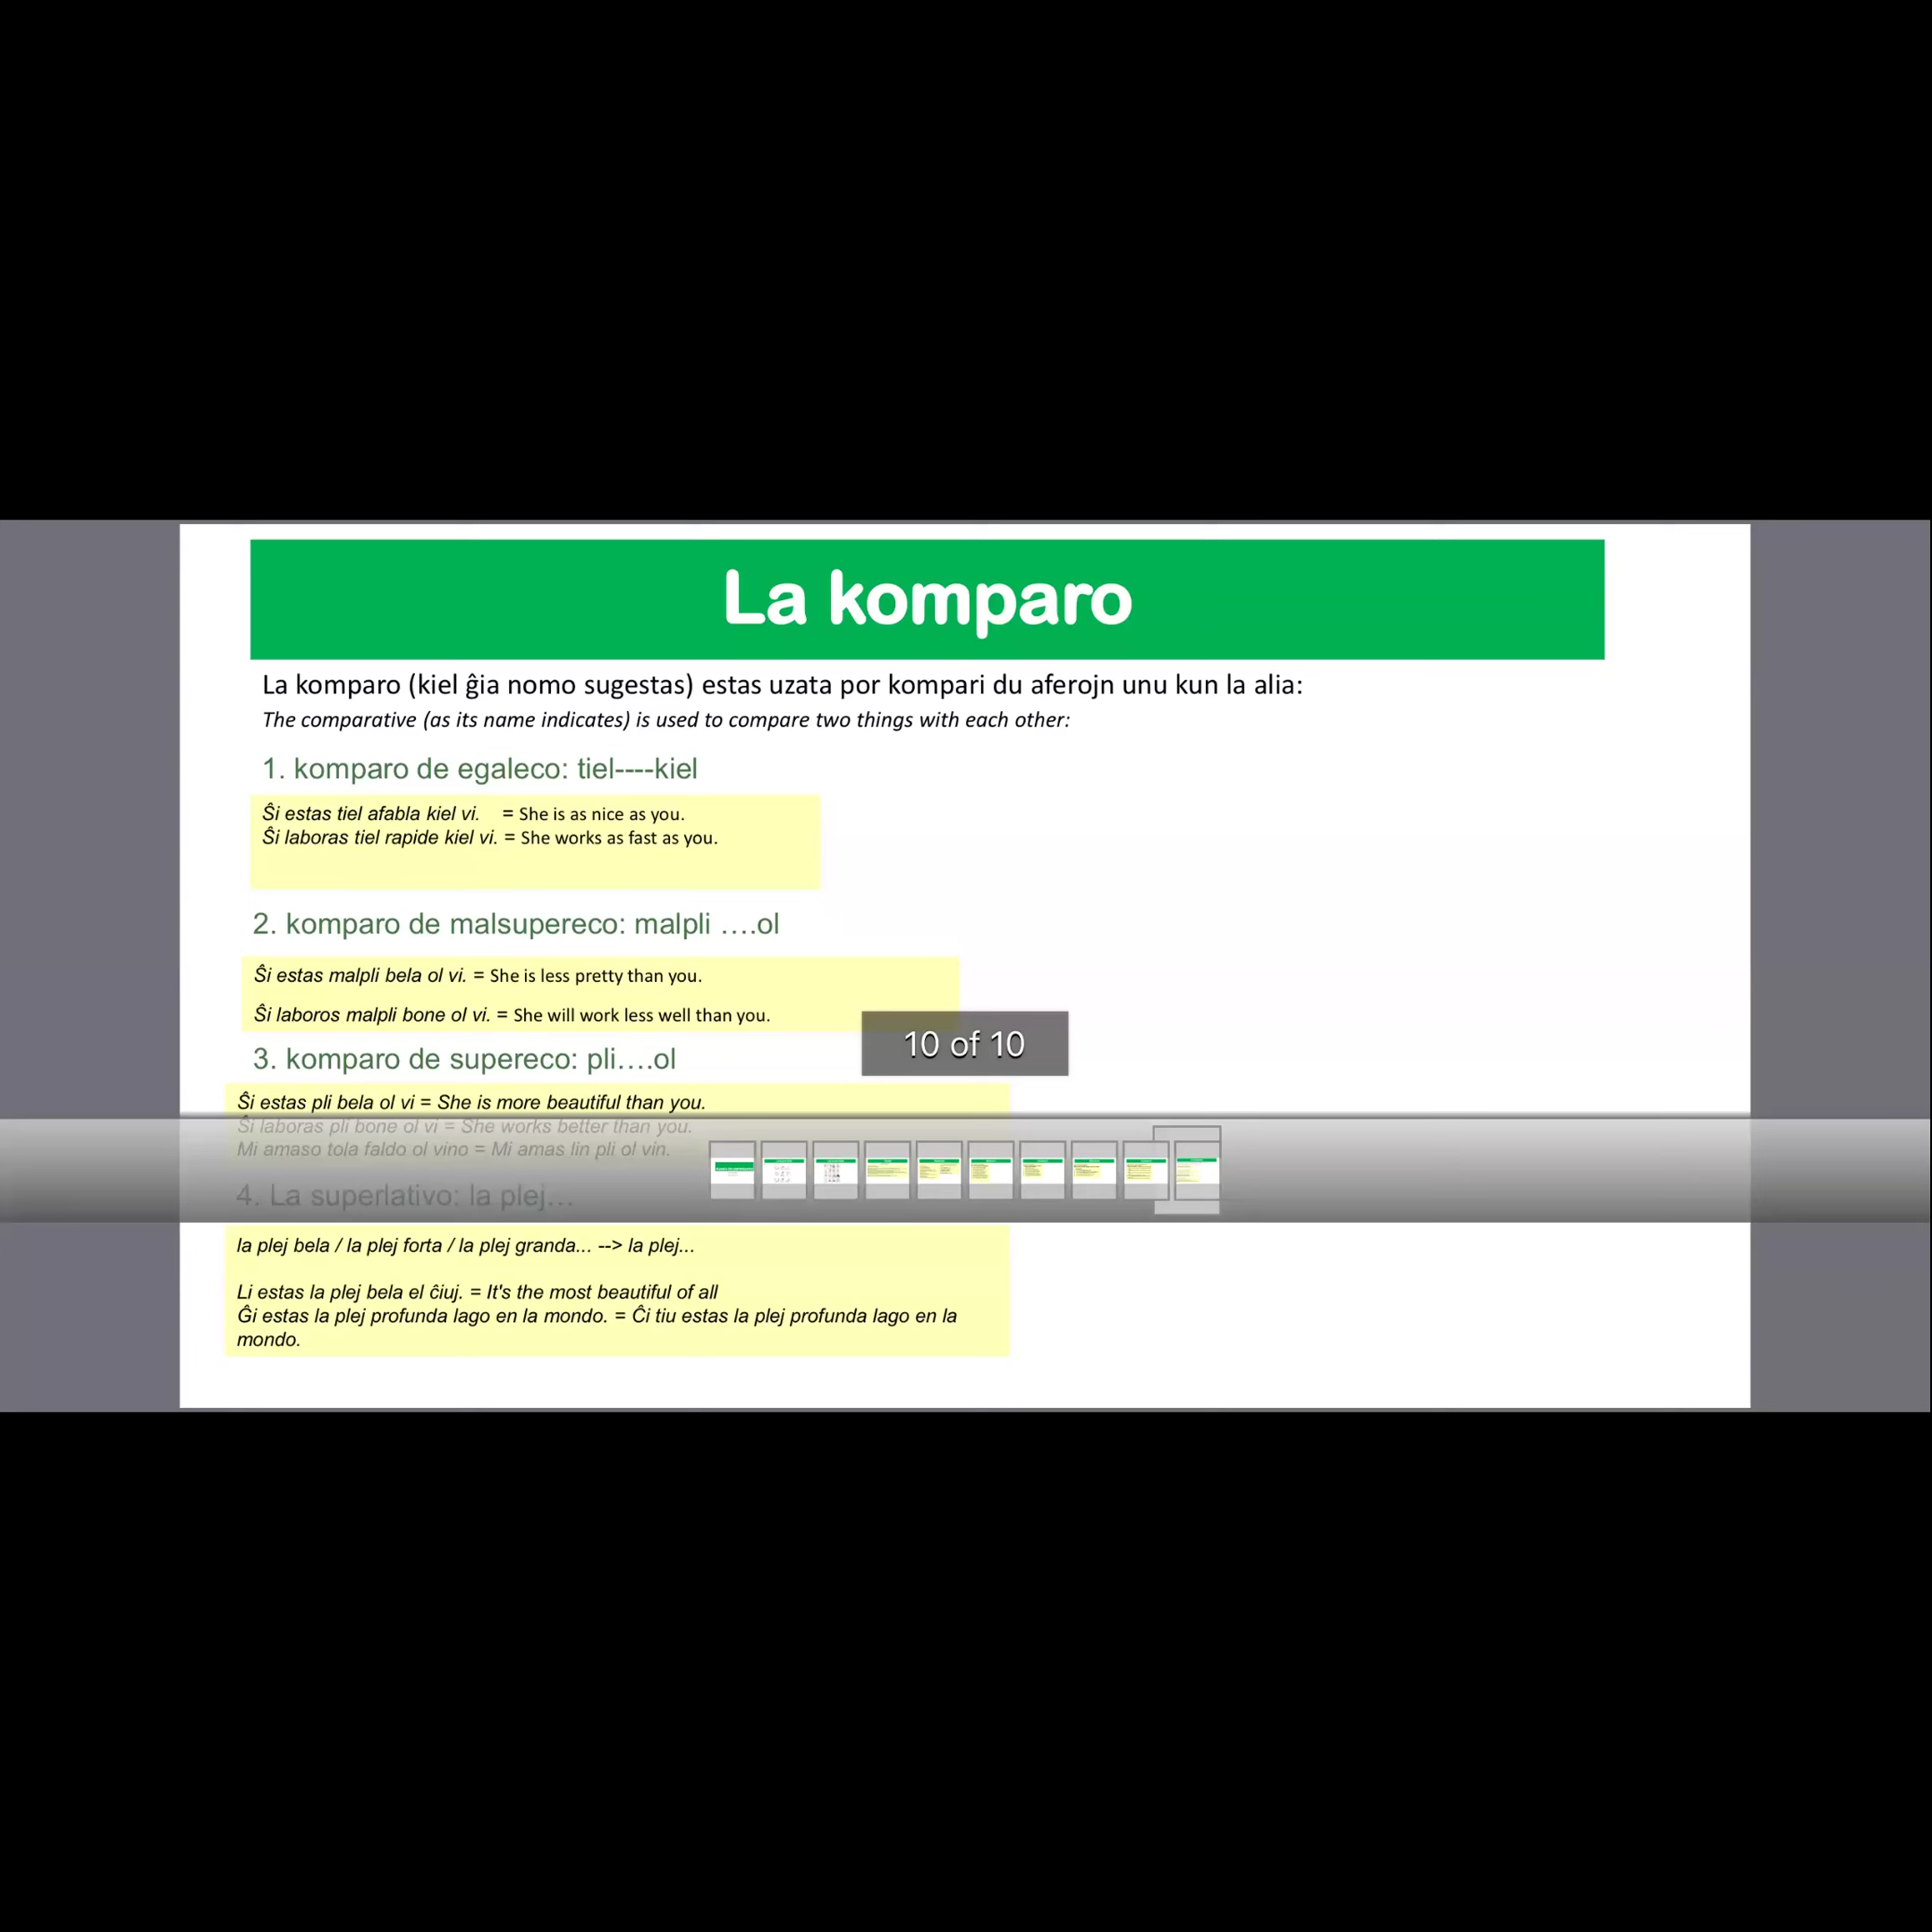 La komparo
La komparo (kiel ĝia nomo sugestas) estas uzata por kompari du aferojn unu kun la alia:
The comparative (as its name indicates) is used to compare two things with each other:
1. komparo de egaleco: tiel----kiel
Ŝi estas tiel afabla kiel vi. = She is as nice as you.
Ŝi laboras tiel rapide kiel vi. = She works as fast as you.
2. komparo de malsupereco: malpli ....ol
Ŝi estas malpli bela ol vi. = She is less pretty than you.
Ŝi laboros malpli bone ol vi. = She will work less well than you.
10 of 10
3. komparo de supereco: pli....ol
Ŝi estas pli bela ol vi = She is more beautiful than you.
Ŝi laboras pli bone ol vi = She works better than you.
Mi amaso tola faldo ol vino = Mi amas lin pli ol vin.
4. La superlativo: la plej...
la plej bela / la plej forta / la plej granda... --> la plej...
Li estas la plej bela el ĉiuj. = It's the most beautiful of all
Ĝi estas la plej profunda lago en la mondo. = Ĉi tiu estas la plej profunda lago en la
mondo.